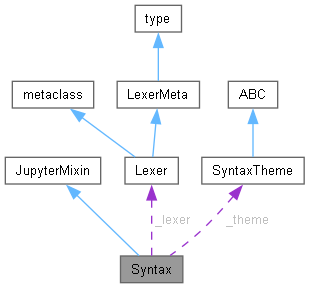 type
metaclass
LexerMeta
ABC
JupyterMixin
Lexer
SyntaxTheme
_lexer
_theme
Syntax